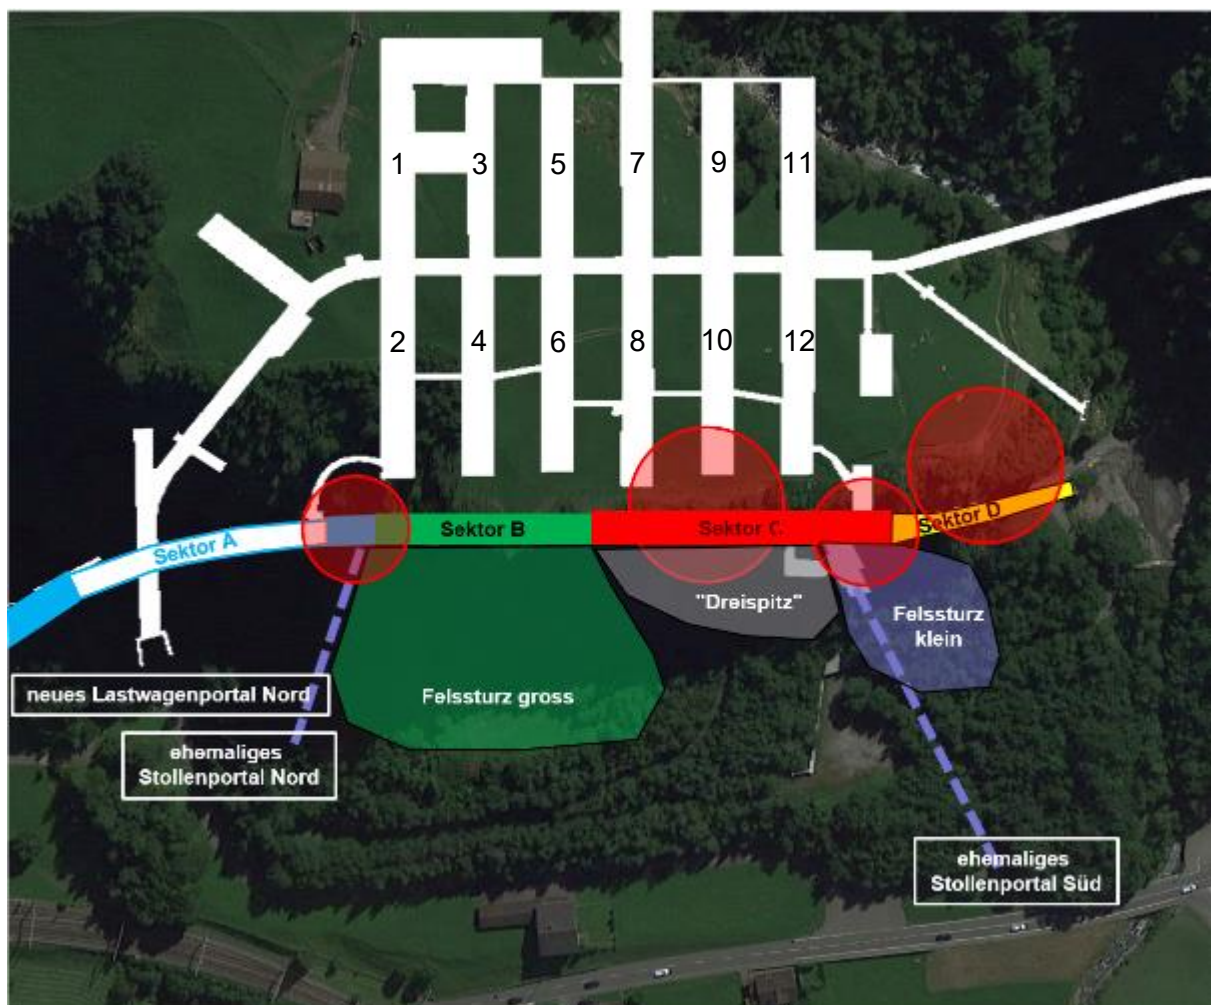 1
3
5
7
9
11
2
4
6
8
10
12
Sektor A
Sektor B
Sektor C
Sektor D
"Dreispitz"
Felssturz
klein
Felssturz gross
neues Lastwagenportal Nord
ehemaliges
Stollenportal Nord
ehemaliges
Stollenportal Süd